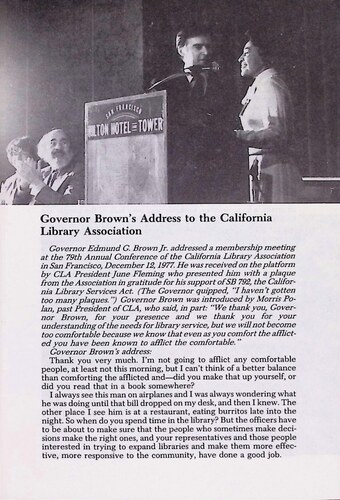 SAN FRANCISCO
HILTON HOTEL and TOWER
Governor Brown's Address to the California
Library Association
Governor Edmund G. Brown Jr. addressed a membership meeting
at the 79th Annual Conference of the California Library Association
in San Francisco, December 12, 1977. He was received on the platform
by CLA President June Fleming who presented him with a plaque
from the Association in gratitude for his support of SB 792, the Califor-
nia Library Services Act. (The Governor quipped, "I haven't gotten
too many plaques.") Governor Brown was introduced by Morris Po-
lan, past President of CLA, who said, in part: "We thank you, Gover-
nor Brown, for your presence and we thank you for your
understanding of the needs for library service, but we will not become
too comfortable because we know that even as you comfort the afflict-
ed you have been known to afflict the comfortable."
Governor Brown's address:
Thank you very much. I'm not going to afflict any comfortable
people, at least not this morning, but I can't think of a better balance
than comforting the afflicted and—did you make that up yourself, or
did you read that in a book somewhere?
I always see this man on airplanes and I was always wondering what
he was doing until that bill dropped on my desk, and then I knew. The
other place I see him is at a restaurant, eating burritos late into the
night. So when do you spend time in the library? But the officers have
to be about to make sure that the people who sometimes make deci-
sions make the right ones, and your representatives and those people
interested in trying to expand libraries and make them more effec-
tive, more responsive to the community, have done a good job.